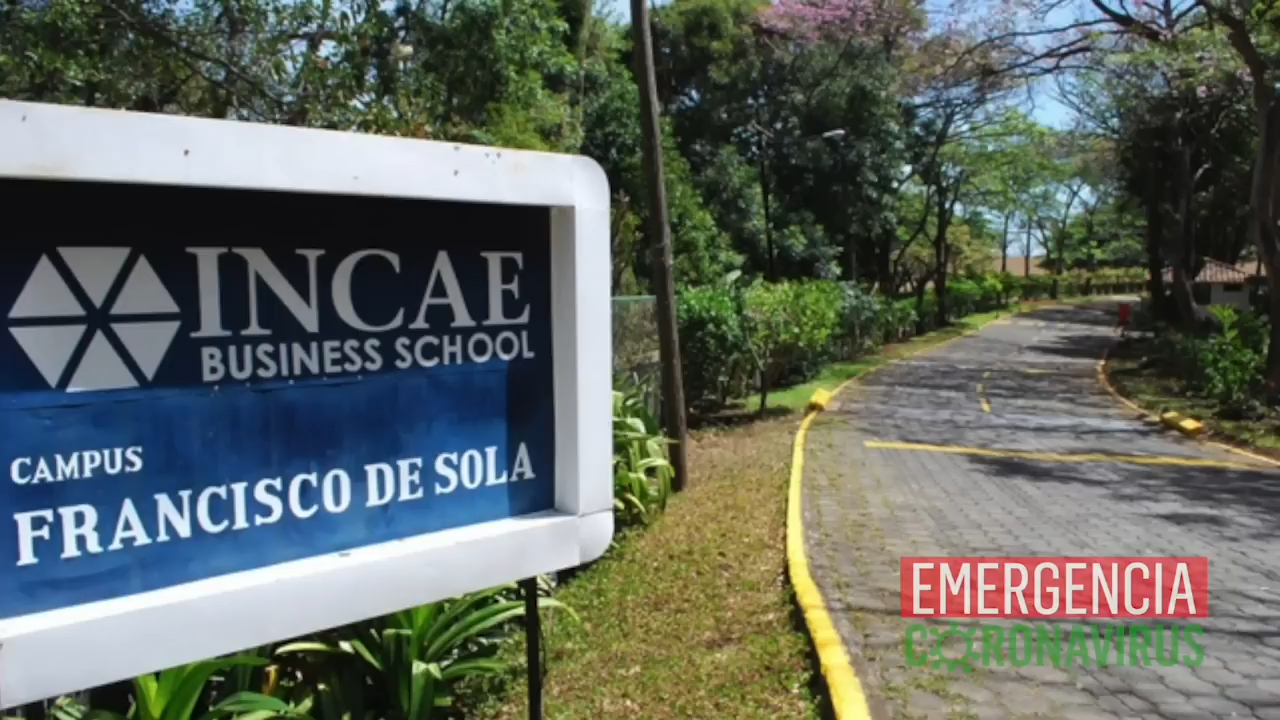 INCAE
BUSINESS SCHOOL
CAMPUS
FRANCISCO DE SOLA
EMERGENCIA
CORONAVIRUS